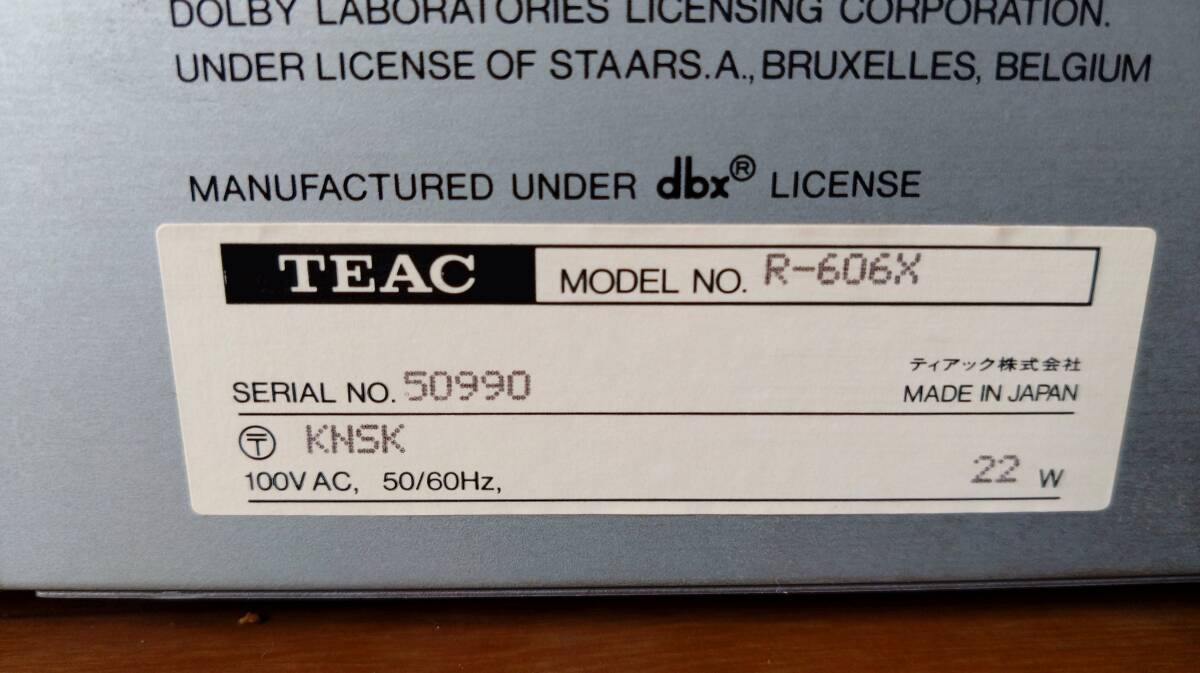 DOLBY LABORATORIES LICENSING CORPORATION.
UNDER LICENSE OF STAARS.A., BRUXELLES, BELGIUM
MANUFACTURED UNDER dbx® LICENSE
TEAC MODEL NO. R-606X
ティアック株式会社
SERIAL NO. 50990 MADE IN JAPAN
〶 KNSK
100V AC, 50/60Hz, 22 W